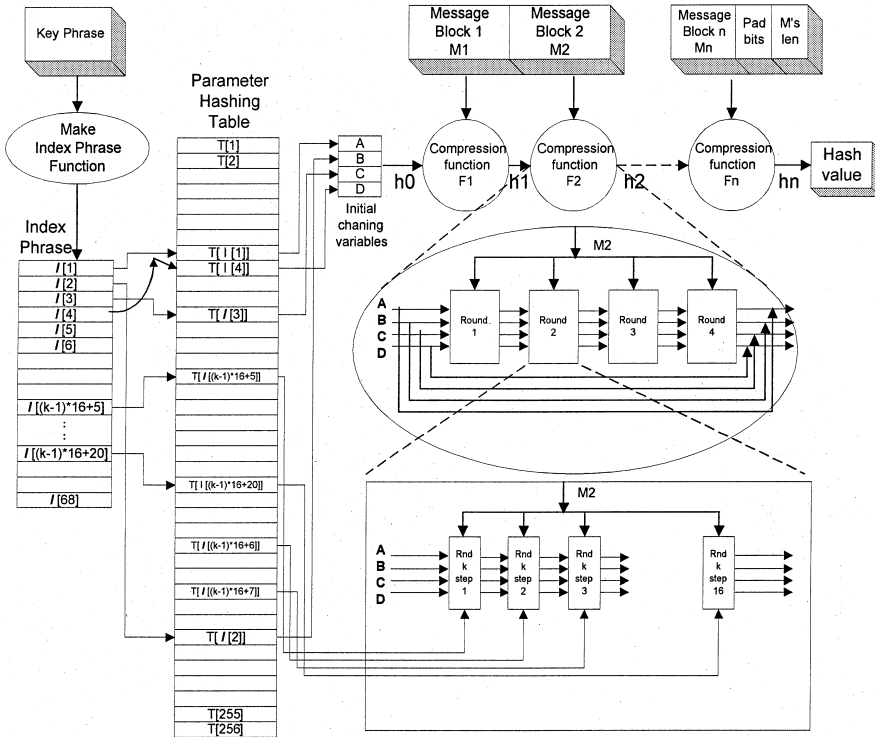 Key Phrase
Make
Index Phrase
Function
Index
Phrase
I [1]
I [2]
I [3]
I [4]
I [5]
I [6]
I [(k-1)*16+5]
:
:
I [(k-1)*16+20]
I [68]
Parameter
Hashing
Table
T[1]
T[2]
T[ I [1]]
T[ I [4]]
T[ I [3]]
T[ I [(k-1)*16+5]]
T[ I [(k-1)*16+20]]
T[ I [(k-1)*16+6]]
T[ I [(k-1)*16+7]]
T[ I [2]]
T[255]
T[256]
A
B
C
D
Initial
chaning
variables
Message
Block 1
M1
Message
Block 2
M2
Message
Block n
Mn
Pad
bits
M's
len
h0
Compression
function
F1
h1
Compression
function
F2
h2
Compression
function
Fn
hn
Hash
value
M2
A
B
C
D
Round.
1
Round
2
Round
3
Round
4
M2
A
B
C
D
Rnd
k
step
1
Rnd
k
step
2
Rnd
k
step
3
Rnd
k
step
16